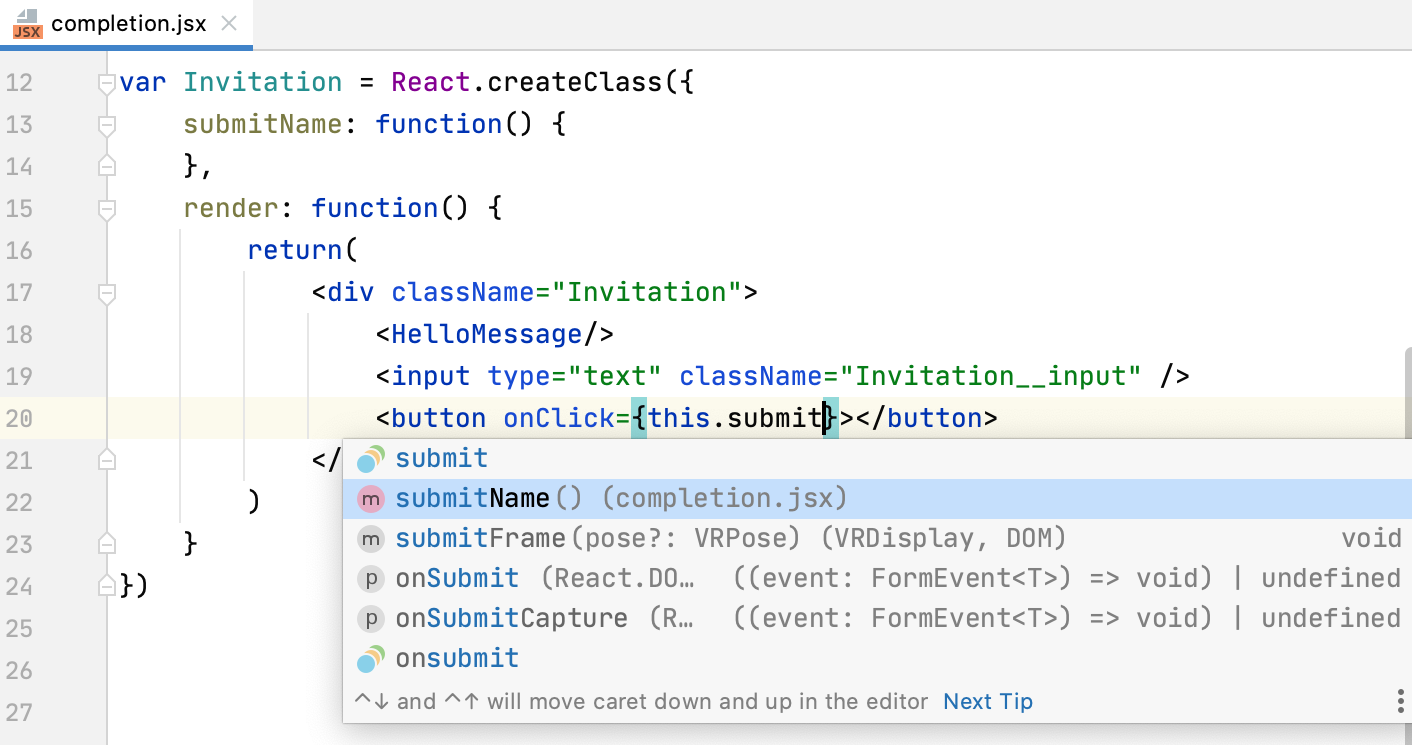 JSX completion.jsx
12 var Invitation = React.createClass({
13 submitName: function() {
14 },
15 render: function() {
16 return(
17 <div className="Invitation">
18 <HelloMessage/>
19 <input type="text" className="Invitation__input" />
20 <button onClick={this.submit}></button>
21 </
submit
22 )
m submitName() (completion.jsx)
23 }
m submitFrame(pose?: VRPose) (VRDisplay, DOM) void
24 })
p onSubmit (React.DO… ((event: FormEvent<T>) => void) | undefined
25
p onSubmitCapture (R… ((event: FormEvent<T>) => void) | undefined
26
onsubmit
27
^↓ and ^↑ will move caret down and up in the editor Next Tip